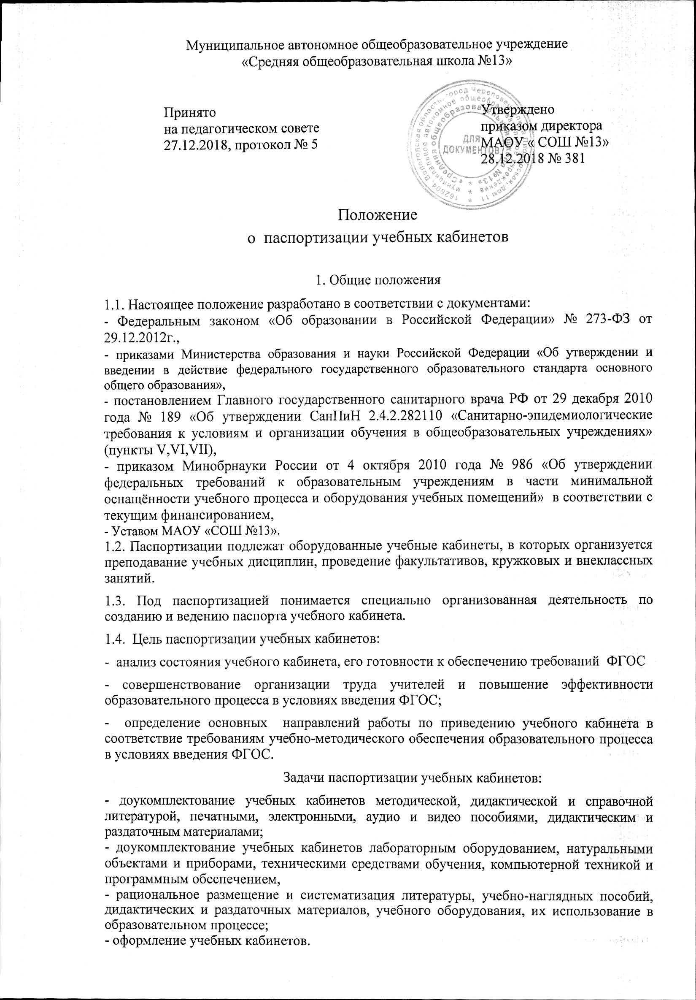 Муниципальное автономное общеобразовательное учреждение
«Средняя общеобразовательная школа №13»
Принято
на педагогическом совете
27.12.2018, протокол № 5
Утверждено
приказом директора
МАОУ « СОШ №13»
28.12.2018 № 381
162604, Вологодская область, город Череповец, улица Пионерская, дом 11 *
муниципальное автономное общеобразовательное учреждение *
«Средняя общеобразовательная школа №13» *
ДЛЯ
ДОКУМЕНТОВ
Положение
о паспортизации учебных кабинетов
1. Общие положения
1.1. Настоящее положение разработано в соответствии с документами:
- Федеральным законом «Об образовании в Российской Федерации» № 273-ФЗ от
29.12.2012г.,
- приказами Министерства образования и науки Российской Федерации «Об утверждении и
введении в действие федерального государственного образовательного стандарта основного
общего образования»,
- постановлением Главного государственного санитарного врача РФ от 29 декабря 2010
года № 189 «Об утверждении СанПиН 2.4.2.282110 «Санитарно-эпидемиологические
требования к условиям и организации обучения в общеобразовательных учреждениях»
(пункты V,VI,VII),
- приказом Минобрнауки России от 4 октября 2010 года № 986 «Об утверждении
федеральных требований к образовательным учреждениям в части минимальной
оснащённости учебного процесса и оборудования учебных помещений» в соответствии с
текущим финансированием,
- Уставом МАОУ «СОШ №13».
1.2. Паспортизации подлежат оборудованные учебные кабинеты, в которых организуется
преподавание учебных дисциплин, проведение факультативов, кружковых и внеклассных
занятий.
1.3. Под паспортизацией понимается специально организованная деятельность по
созданию и ведению паспорта учебного кабинета.
1.4. Цель паспортизации учебных кабинетов:
- анализ состояния учебного кабинета, его готовности к обеспечению требований ФГОС
- совершенствование организации труда учителей и повышение эффективности
образовательного процесса в условиях введения ФГОС;
- определение основных направлений работы по приведению учебного кабинета в
соответствие требованиям учебно-методического обеспечения образовательного процесса
в условиях введения ФГОС.
Задачи паспортизации учебных кабинетов:
- доукомплектование учебных кабинетов методической, дидактической и справочной
литературой, печатными, электронными, аудио и видео пособиями, дидактическим и
раздаточным материалами;
- доукомплектование учебных кабинетов лабораторным оборудованием, натуральными
объектами и приборами, техническими средствами обучения, компьютерной техникой и
программным обеспечением,
- рациональное размещение и систематизация литературы, учебно-наглядных пособий,
дидактических и раздаточных материалов, учебного оборудования, их использование в
образовательном процессе;
- оформление учебных кабинетов.